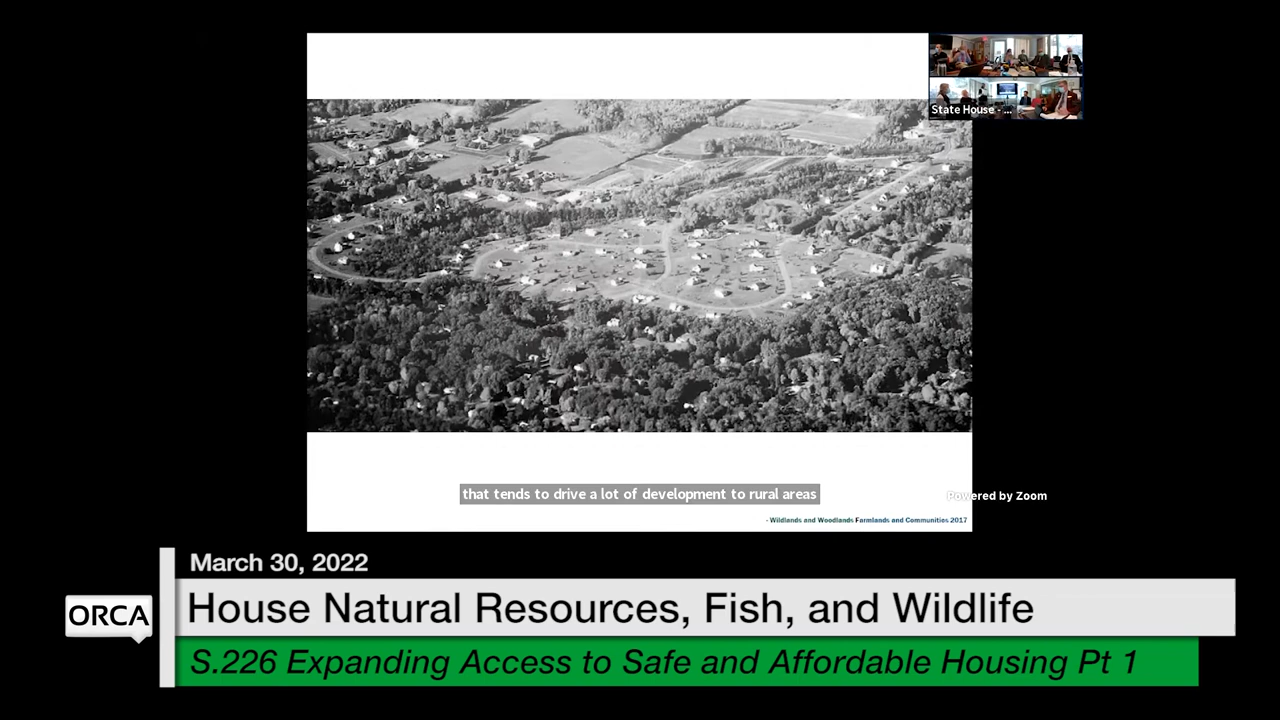 State House - ...
that tends to drive a lot of development to rural areas
Powered by Zoom
- Wildlands and Woodlands Farmlands and Communities 2017
March 30, 2022
ORCA
House Natural Resources, Fish, and Wildlife
S.226 Expanding Access to Safe and Affordable Housing Pt 1